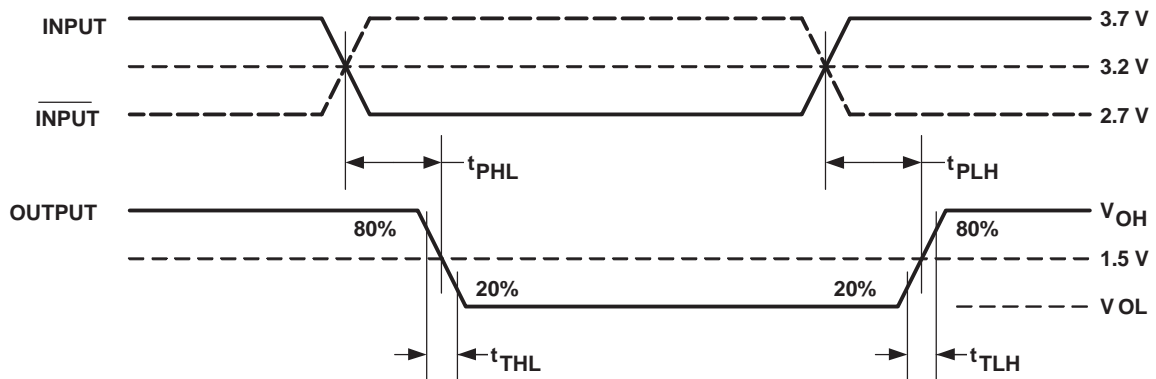 INPUT
3.7 V
3.2 V
INPUT
2.7 V
tPHL
tPLH
OUTPUT
80%
80%
VOH
1.5 V
20%
20%
VOL
tTHL
tTLH